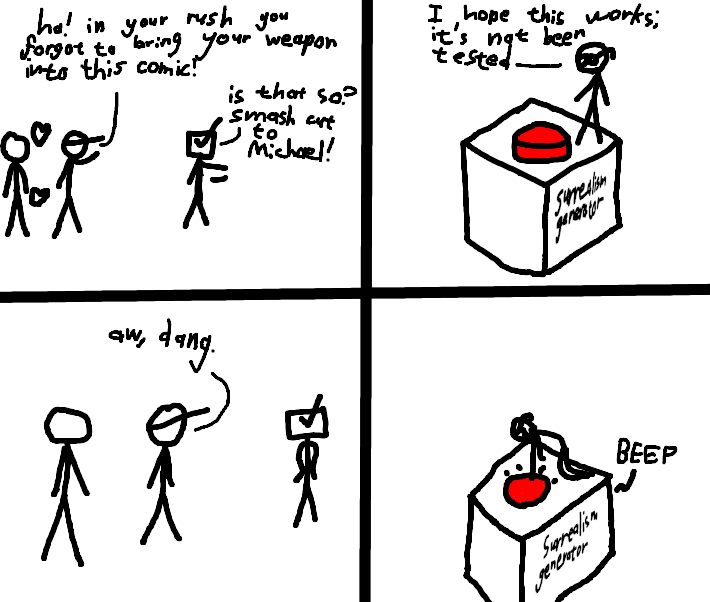 ha! in your rush you
forgot to bring your weapon
into this comic!
is that so?
smash cut
to
Michael!
I hope this works;
it's not been
tested
Surrealism
generator
aw, dang.
BEEP
Surrealism
generator